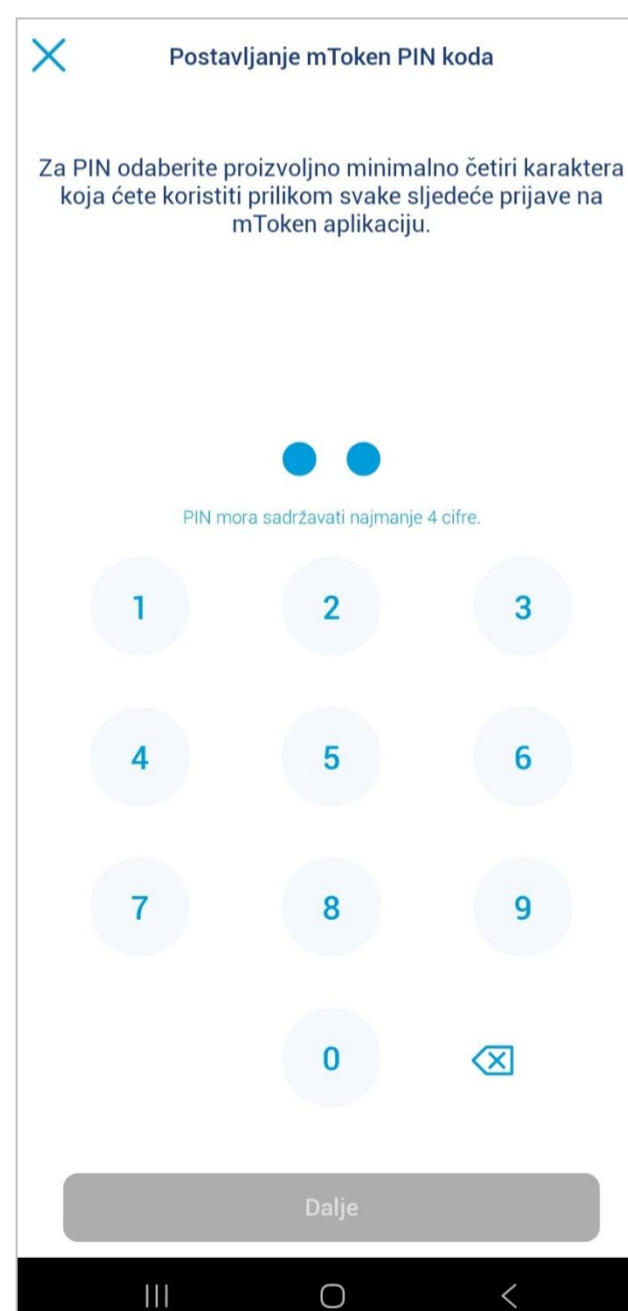 Postavljanje mToken PIN koda
Za PIN odaberite proizvoljno minimalno četiri karaktera
koja ćete koristiti prilikom svake sljedeće prijave na
mToken aplikaciju.
PIN mora sadržavati najmanje 4 cifre.
1 2 3
4 5 6
7 8 9
0
Dalje